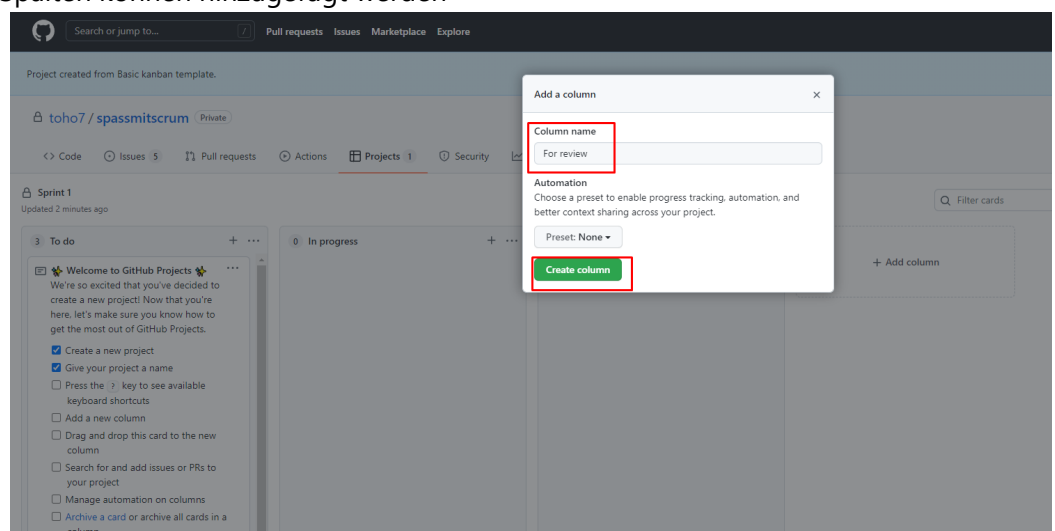 Spalten können hinzugefügt werden
Search or jump to... /
Pull requests Issues Marketplace Explore
Project created from Basic kanban template.
toho7 / spassmitscrum Private
Code Issues 5 Pull requests Actions Projects 1 Security
Sprint 1
Updated 2 minutes ago
Filter cards
3 To do + ...
0 In progress + ...
Welcome to GitHub Projects ...
We're so excited that you've decided to
create a new project! Now that you're
here, let's make sure you know how to
get the most out of GitHub Projects.
Create a new project
Give your project a name
Press the ? key to see available
keyboard shortcuts
Add a new column
Drag and drop this card to the new
column
Search for and add issues or PRs to
your project
Manage automation on columns
Archive a card or archive all cards in a
column
Add a column ×
Column name
For review
Automation
Choose a preset to enable progress tracking, automation, and
better context sharing across your project.
Preset: None
Create column
+ Add column